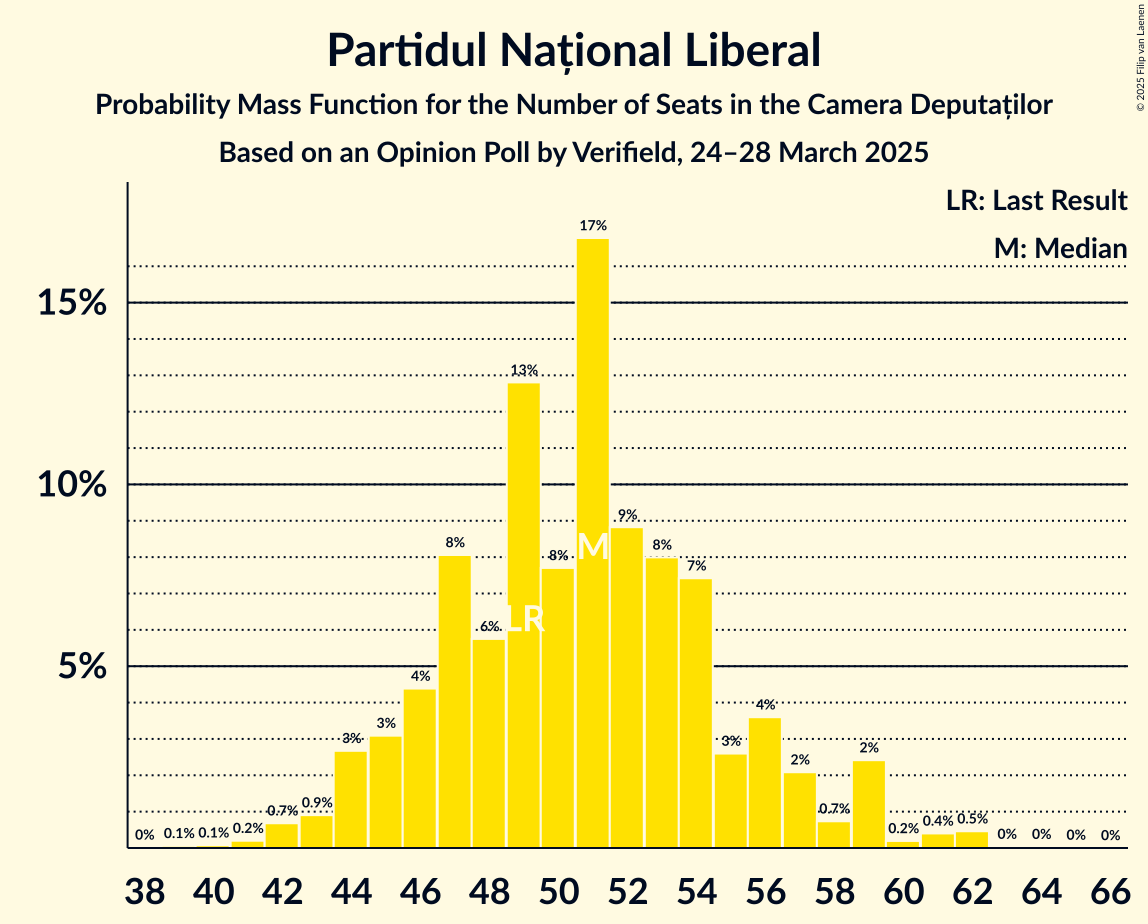 Partidul Național Liberal
Probability Mass Function for the Number of Seats in the Camera Deputaților
Based on an Opinion Poll by Verifield, 24–28 March 2025
© 2025 Filip van Laenen
LR: Last Result
M: Median
15%
10%
5%
0% 0.1% 0.1% 0.2% 0.7% 0.9% 3% 3% 4% 8% 6% 13% 8% 17% 9% 8% 7% 3% 4% 2% 0.7% 2% 0.2% 0.4% 0.5% 0% 0% 0% 0%
LR
M
38 40 42 44 46 48 50 52 54 56 58 60 62 64 66